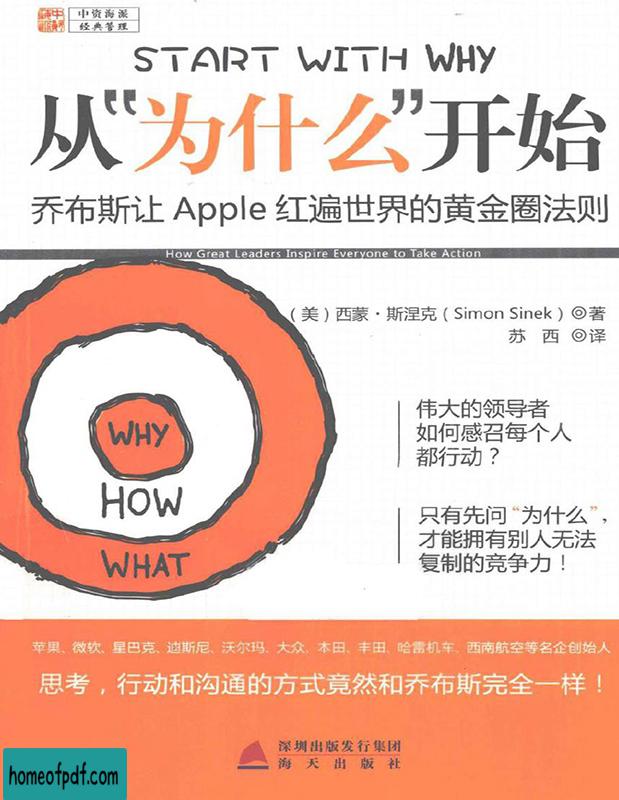 中资海派
经典管理
START WITH WHY
从“为什么”开始
乔布斯让 Apple 红遍世界的黄金圈法则
How Great Leaders Inspire Everyone to Take Action
（美）西蒙·斯涅克（Simon Sinek）◎著
苏 西 ◎译
WHY
HOW
WHAT
伟大的领导者
如何感召每个人
都行动？
只有先问“为什么”，
才能拥有别人无法
复制的竞争力！
苹果、微软、星巴克、迪斯尼、沃尔玛、大众、本田、丰田、哈雷机车、西南航空等名企创始人
思考，行动和沟通的方式竟然和乔布斯完全一样！
深圳出版发行集团
海天出版社
homeofpdf.com